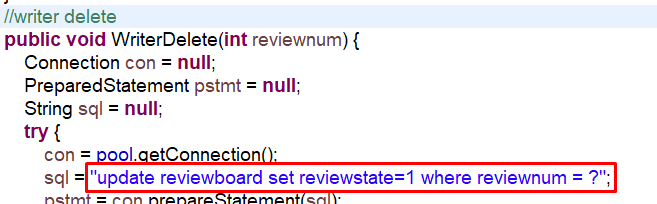 //writer delete
public void WriterDelete(int reviewnum) {
Connection con = null;
PreparedStatement pstmt = null;
String sql = null;
try {
con = pool.getConnection();
sql = "update reviewboard set reviewstate=1 where reviewnum = ?";
pstmt = con.prepareStatement(sql);